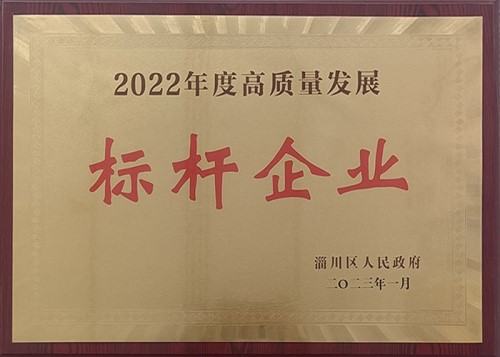 2022年度高质量发展
标杆企业
淄川区人民政府
二〇二三年一月